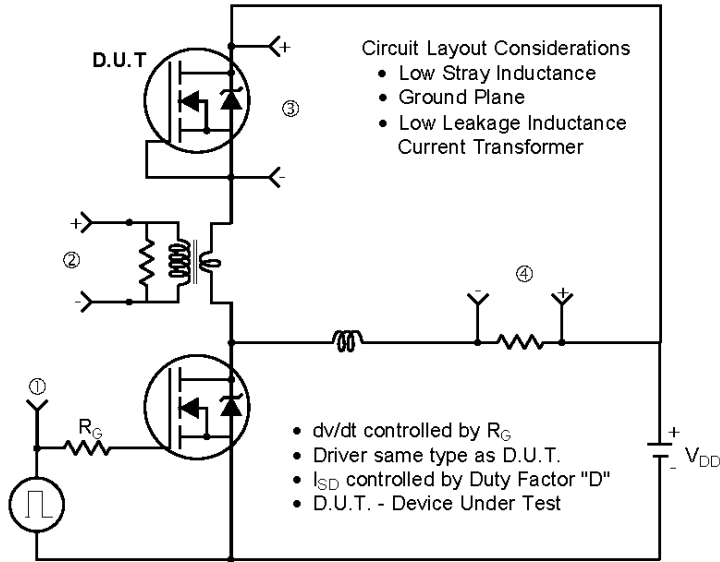 D.U.T
+
-
③
Circuit Layout Considerations
• Low Stray Inductance
• Ground Plane
• Low Leakage Inductance
Current Transformer
+
②
-
④
-
+
①
R_G
+
V_DD
-
• dv/dt controlled by R_G
• Driver same type as D.U.T.
• I_SD controlled by Duty Factor "D"
• D.U.T. - Device Under Test